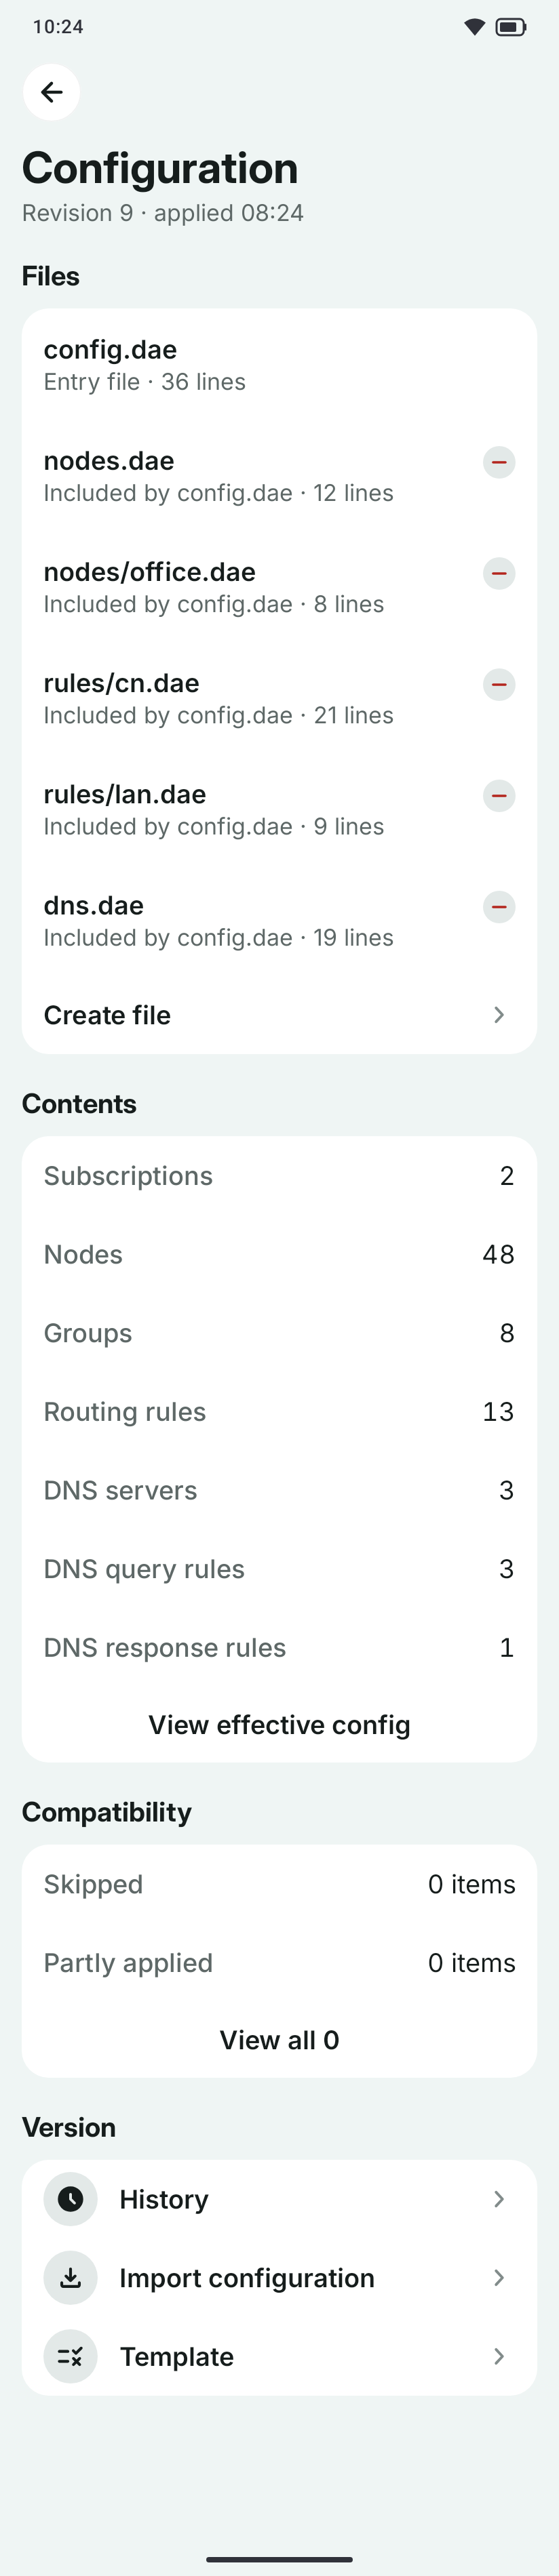 10:24
Configuration
Revision 9 · applied 08:24
Files
config.dae
Entry file · 36 lines
nodes.dae
Included by config.dae · 12 lines
nodes/office.dae
Included by config.dae · 8 lines
rules/cn.dae
Included by config.dae · 21 lines
rules/lan.dae
Included by config.dae · 9 lines
dns.dae
Included by config.dae · 19 lines
Create file
Contents
Subscriptions 2
Nodes 48
Groups 8
Routing rules 13
DNS servers 3
DNS query rules 3
DNS response rules 1
View effective config
Compatibility
Skipped 0 items
Partly applied 0 items
View all 0
Version
History
Import configuration
Template